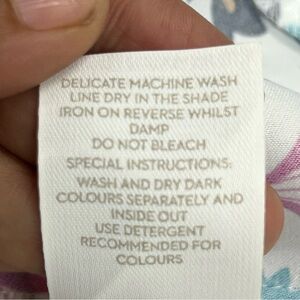 DELICATE MACHINE WASH
LINE DRY IN THE SHADE
IRON ON REVERSE WHILST
DAMP
DO NOT BLEACH
SPECIAL INSTRUCTIONS:
WASH AND DRY DARK
COLOURS SEPARATELY AND
INSIDE OUT
USE DETERGENT
RECOMMENDED FOR
COLOURS